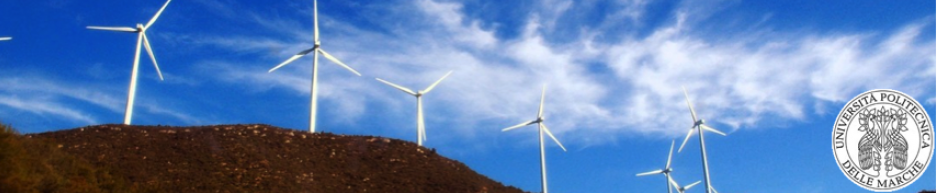 UNIVERSITÀ POLITECNICA
DELLE MARCHE